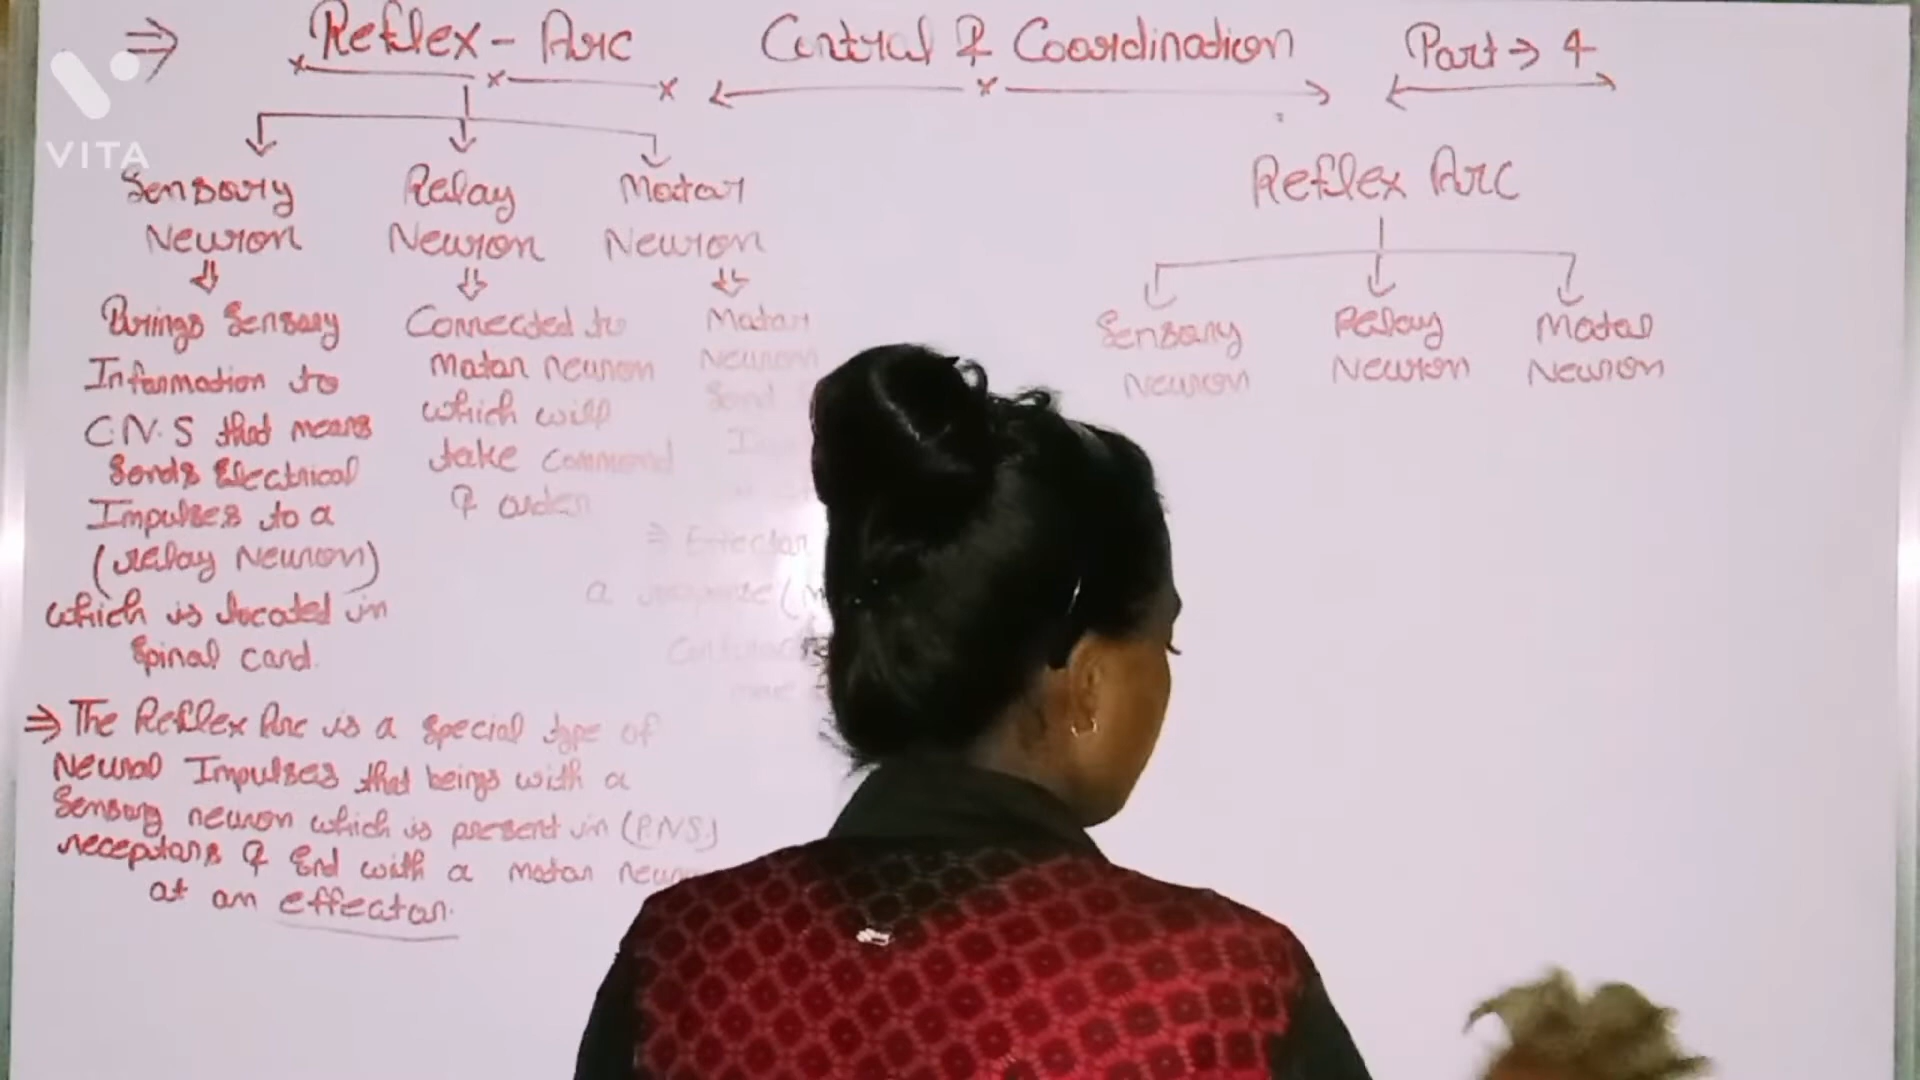 ⇒ Reflex - Arc
Control & Coordination
Part → 4
VITA
Sensory
Neuron
Relay
Neuron
Motor
Neuron
Brings Sensory
Information to
C.N.S that means
Sends Electrical
Impulses to a
(relay Neuron)
which is located in
Spinal cord.
Connected to
motor neuron
which will
take command
& order
Motor
Neuron
Send
⇒ Effector
a
⇒ The Reflex Arc is a special type of
Neural Impulses that beings with a
Sensory neuron which is present in (P.N.S)
receptors & End with a motor
at an effector.
Reflex Arc
Sensory
Neuron
Relay
Neuron
Motor
Neuron